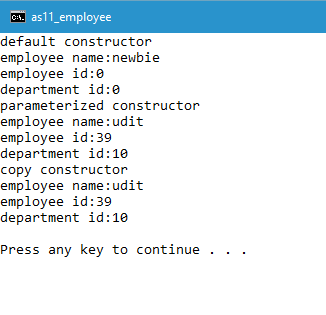 as11_employee
default constructor
employee name:newbie
employee id:0
department id:0
parameterized constructor
employee name:udit
employee id:39
department id:10
copy constructor
employee name:udit
employee id:39
department id:10
Press any key to continue . . .